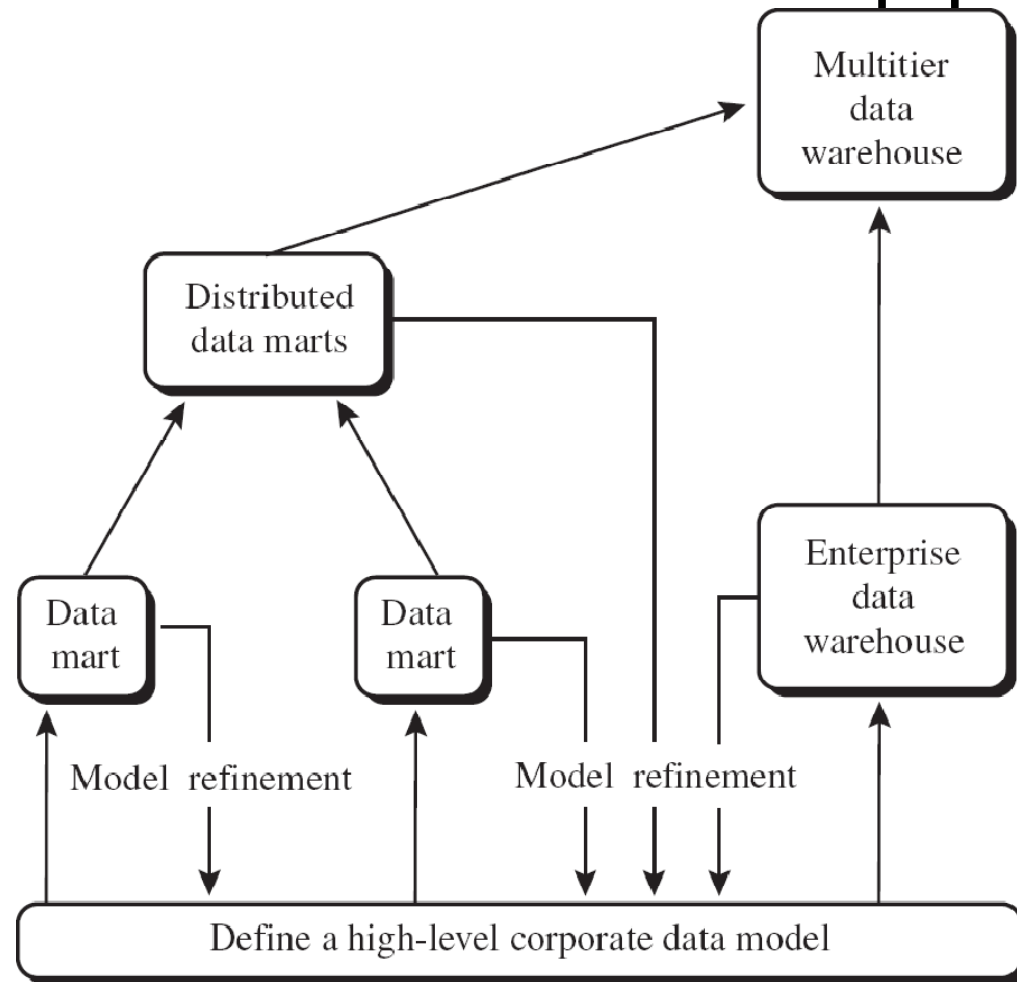 Multitier
data
warehouse
Distributed
data marts
Enterprise
data
warehouse
Data
mart
Data
mart
Model refinement
Model refinement
Define a high-level corporate data model